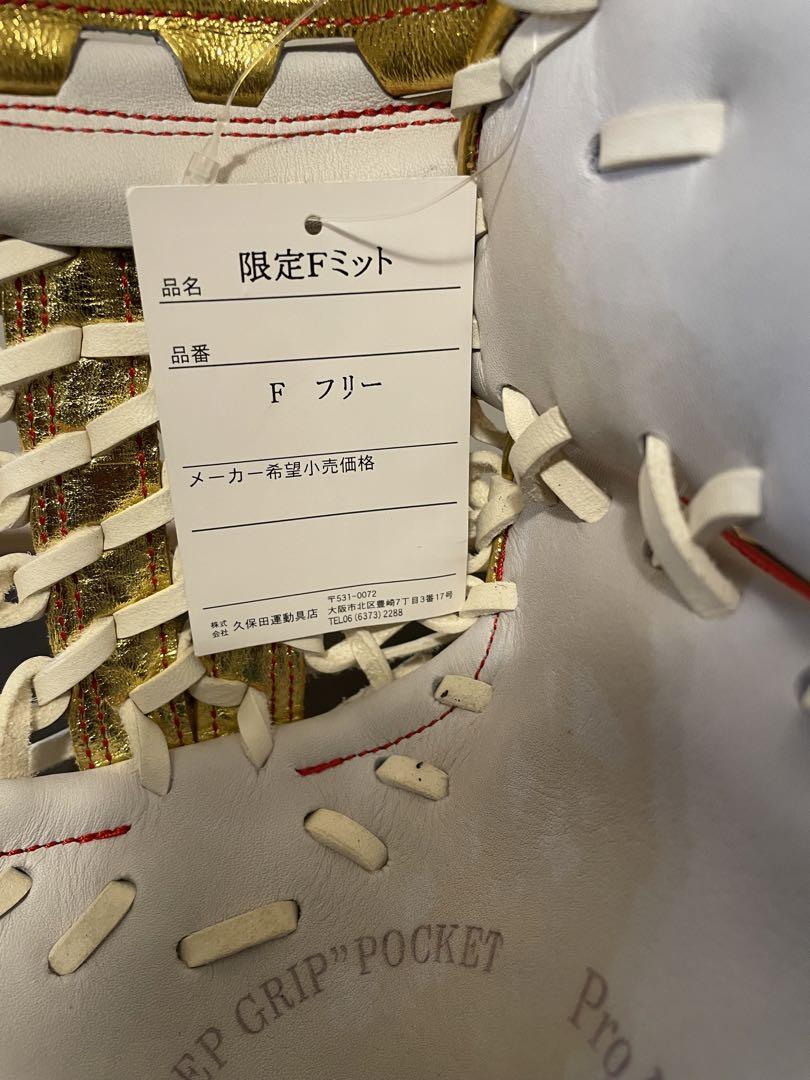 品名 限定Fミット
品番
F フリー
メーカー希望小売価格
株式会社 久保田運動具店
〒531-0072
大阪市北区豊崎7丁目3番17号
TEL06(6373)2288
EP GRIP" POCKET
Pro